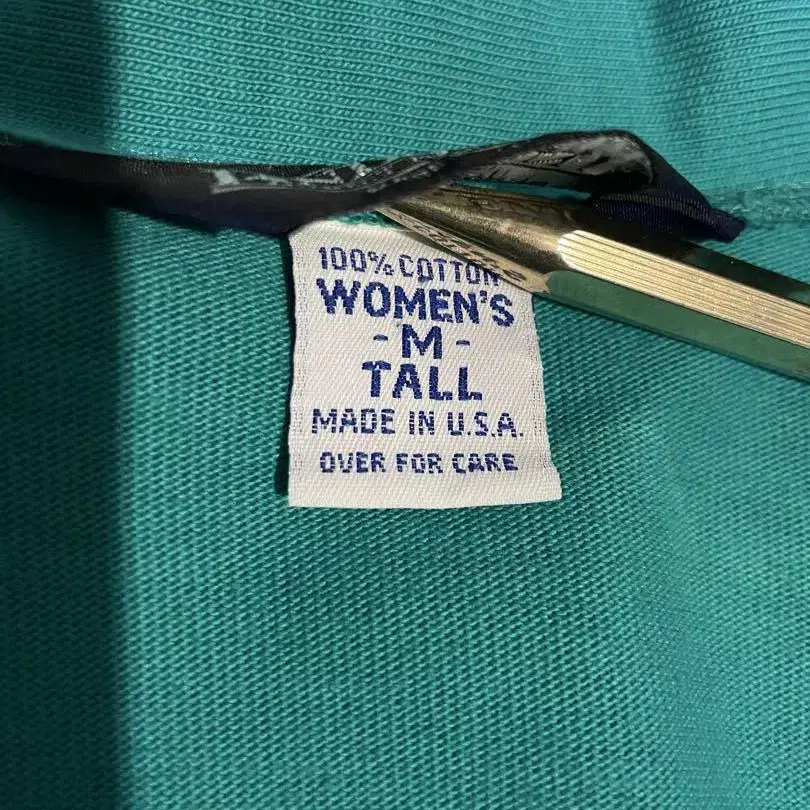 100% COTTON
WOMEN'S
- M -
TALL
MADE IN U.S.A.
OVER FOR CARE